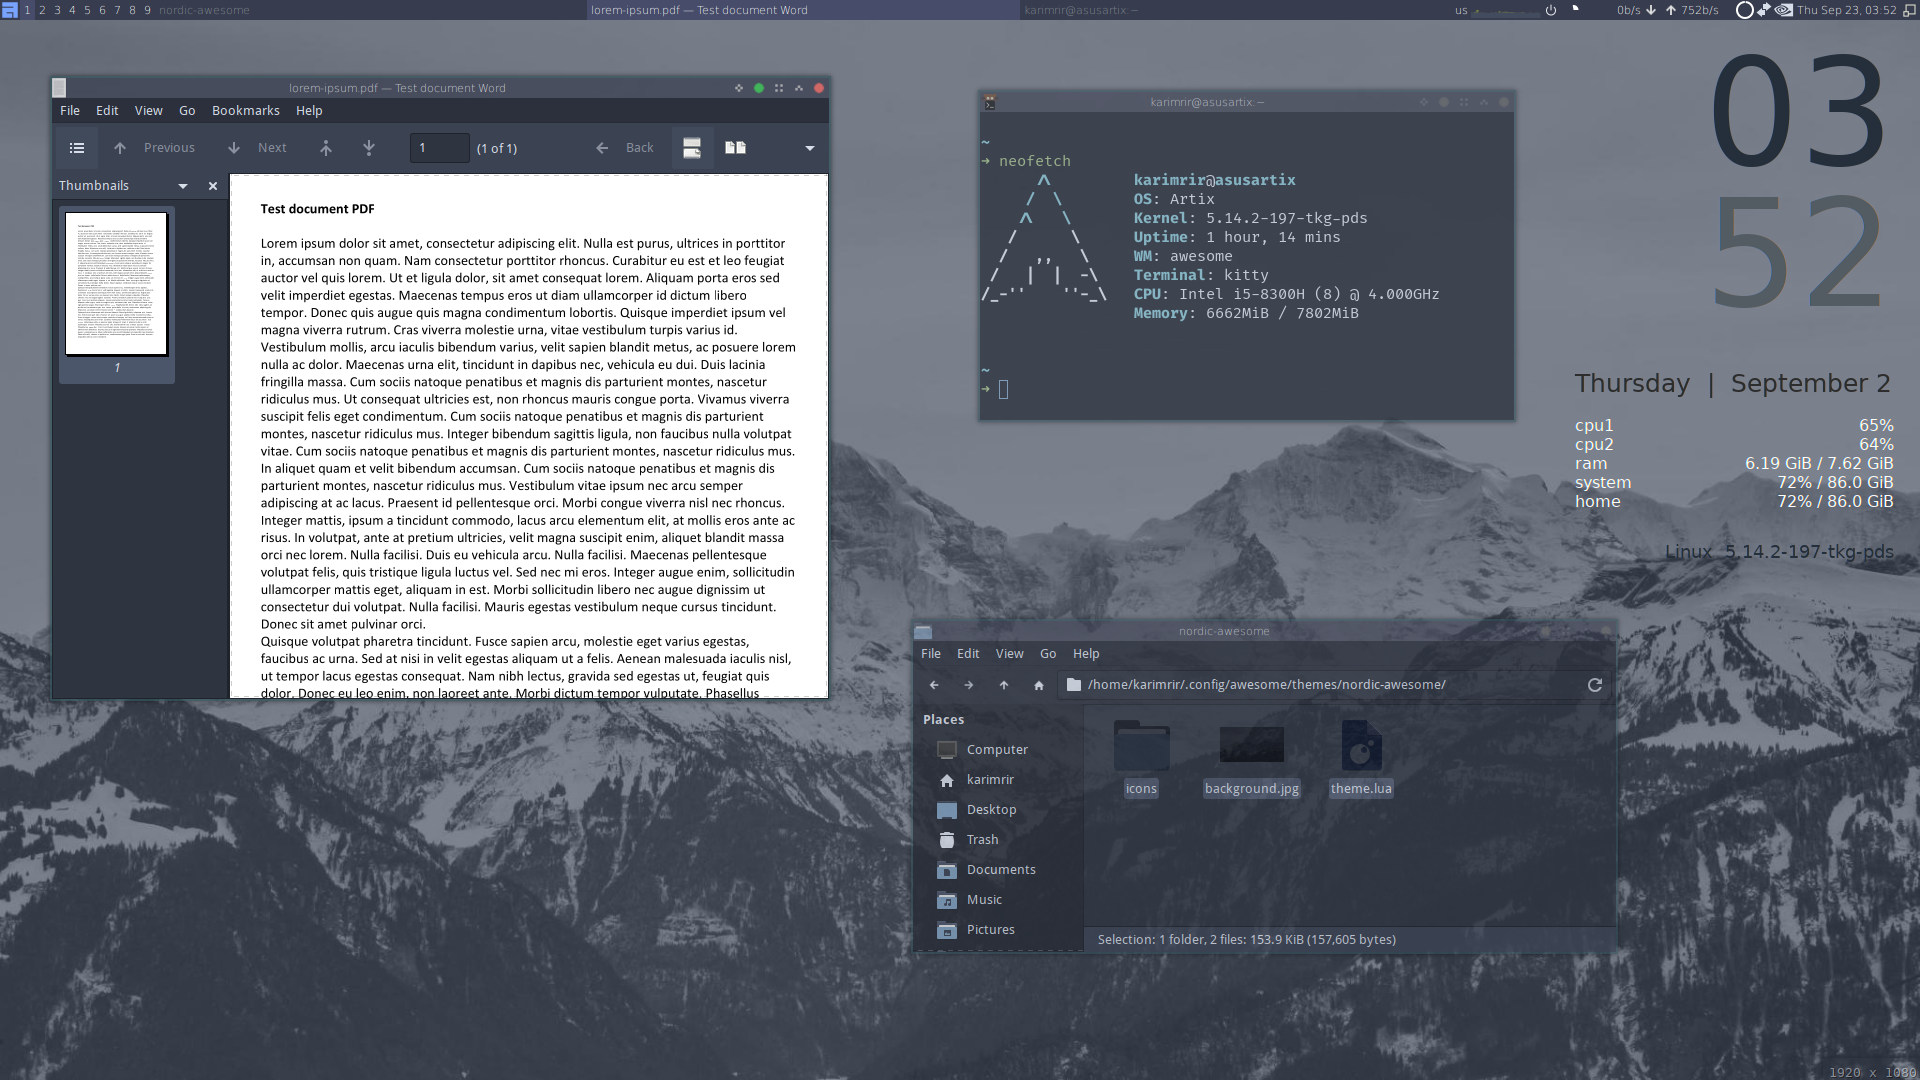 1 2 3 4 5 6 7 8 9 nordic-awesome
lorem-ipsum.pdf — Test document Word
karimrir@asusartix:~
us
0b/s 752b/s
Thu Sep 23, 03:52
lorem-ipsum.pdf — Test document Word
File Edit View Go Bookmarks Help
Previous Next 1 (1 of 1) Back
Thumbnails
1
Test document PDF
Lorem ipsum dolor sit amet, consectetur adipiscing elit. Nulla est purus, ultrices in porttitor
in, accumsan non quam. Nam consectetur porttitor rhoncus. Curabitur eu est et leo feugiat
auctor vel quis lorem. Ut et ligula dolor, sit amet consequat lorem. Aliquam porta eros sed
velit imperdiet egestas. Maecenas tempus eros ut diam ullamcorper id dictum libero
tempor. Donec quis augue quis magna condimentum lobortis. Quisque imperdiet ipsum vel
magna viverra rutrum. Cras viverra molestie urna, vitae vestibulum turpis varius id.
Vestibulum mollis, arcu iaculis bibendum varius, velit sapien blandit metus, ac posuere lorem
nulla ac dolor. Maecenas urna elit, tincidunt in dapibus nec, vehicula eu dui. Duis lacinia
fringilla massa. Cum sociis natoque penatibus et magnis dis parturient montes, nascetur
ridiculus mus. Ut consequat ultricies est, non rhoncus mauris congue porta. Vivamus viverra
suscipit felis eget condimentum. Cum sociis natoque penatibus et magnis dis parturient
montes, nascetur ridiculus mus. Integer bibendum sagittis ligula, non faucibus nulla volutpat
vitae. Cum sociis natoque penatibus et magnis dis parturient montes, nascetur ridiculus mus.
In aliquet quam et velit bibendum accumsan. Cum sociis natoque penatibus et magnis dis
parturient montes, nascetur ridiculus mus. Vestibulum vitae ipsum nec arcu semper
adipiscing at ac lacus. Praesent id pellentesque orci. Morbi congue viverra nisl nec rhoncus.
Integer mattis, ipsum a tincidunt commodo, lacus arcu elementum elit, at mollis eros ante ac
risus. In volutpat, ante at pretium ultricies, velit magna suscipit enim, aliquet blandit massa
orci nec lorem. Nulla facilisi. Duis eu vehicula arcu. Nulla facilisi. Maecenas pellentesque
volutpat felis, quis tristique ligula luctus vel. Sed nec mi eros. Integer augue enim, sollicitudin
ullamcorper mattis eget, aliquam in est. Morbi sollicitudin libero nec augue dignissim ut
consectetur dui volutpat. Nulla facilisi. Mauris egestas vestibulum neque cursus tincidunt.
Donec sit amet pulvinar orci.
Quisque volutpat pharetra tincidunt. Fusce sapien arcu, molestie eget varius egestas,
faucibus ac urna. Sed at nisi in velit egestas aliquam ut a felis. Aenean malesuada iaculis nisl,
ut tempor lacus egestas consequat. Nam nibh lectus, gravida sed egestas ut, feugiat quis
dolor. Donec eu leo enim, non laoreet ante. Morbi dictum tempor vulputate. Phasellus
karimrir@asusartix:~
~
➜ neofetch
karimrir@asusartix
OS: Artix
Kernel: 5.14.2-197-tkg-pds
Uptime: 1 hour, 14 mins
WM: awesome
Terminal: kitty
CPU: Intel i5-8300H (8) @ 4.000GHz
Memory: 6662MiB / 7802MiB
~
➜
03
52
Thursday | September 2
cpu1 65%
cpu2 64%
ram 6.19 GiB / 7.62 GiB
system 72% / 86.0 GiB
home 72% / 86.0 GiB
Linux 5.14.2-197-tkg-pds
nordic-awesome
File Edit View Go Help
/home/karimrir/.config/awesome/themes/nordic-awesome/
Places
Computer
karimrir
Desktop
Trash
Documents
Music
Pictures
icons background.jpg theme.lua
Selection: 1 folder, 2 files: 153.9 KiB (157,605 bytes)
1920 x 1080